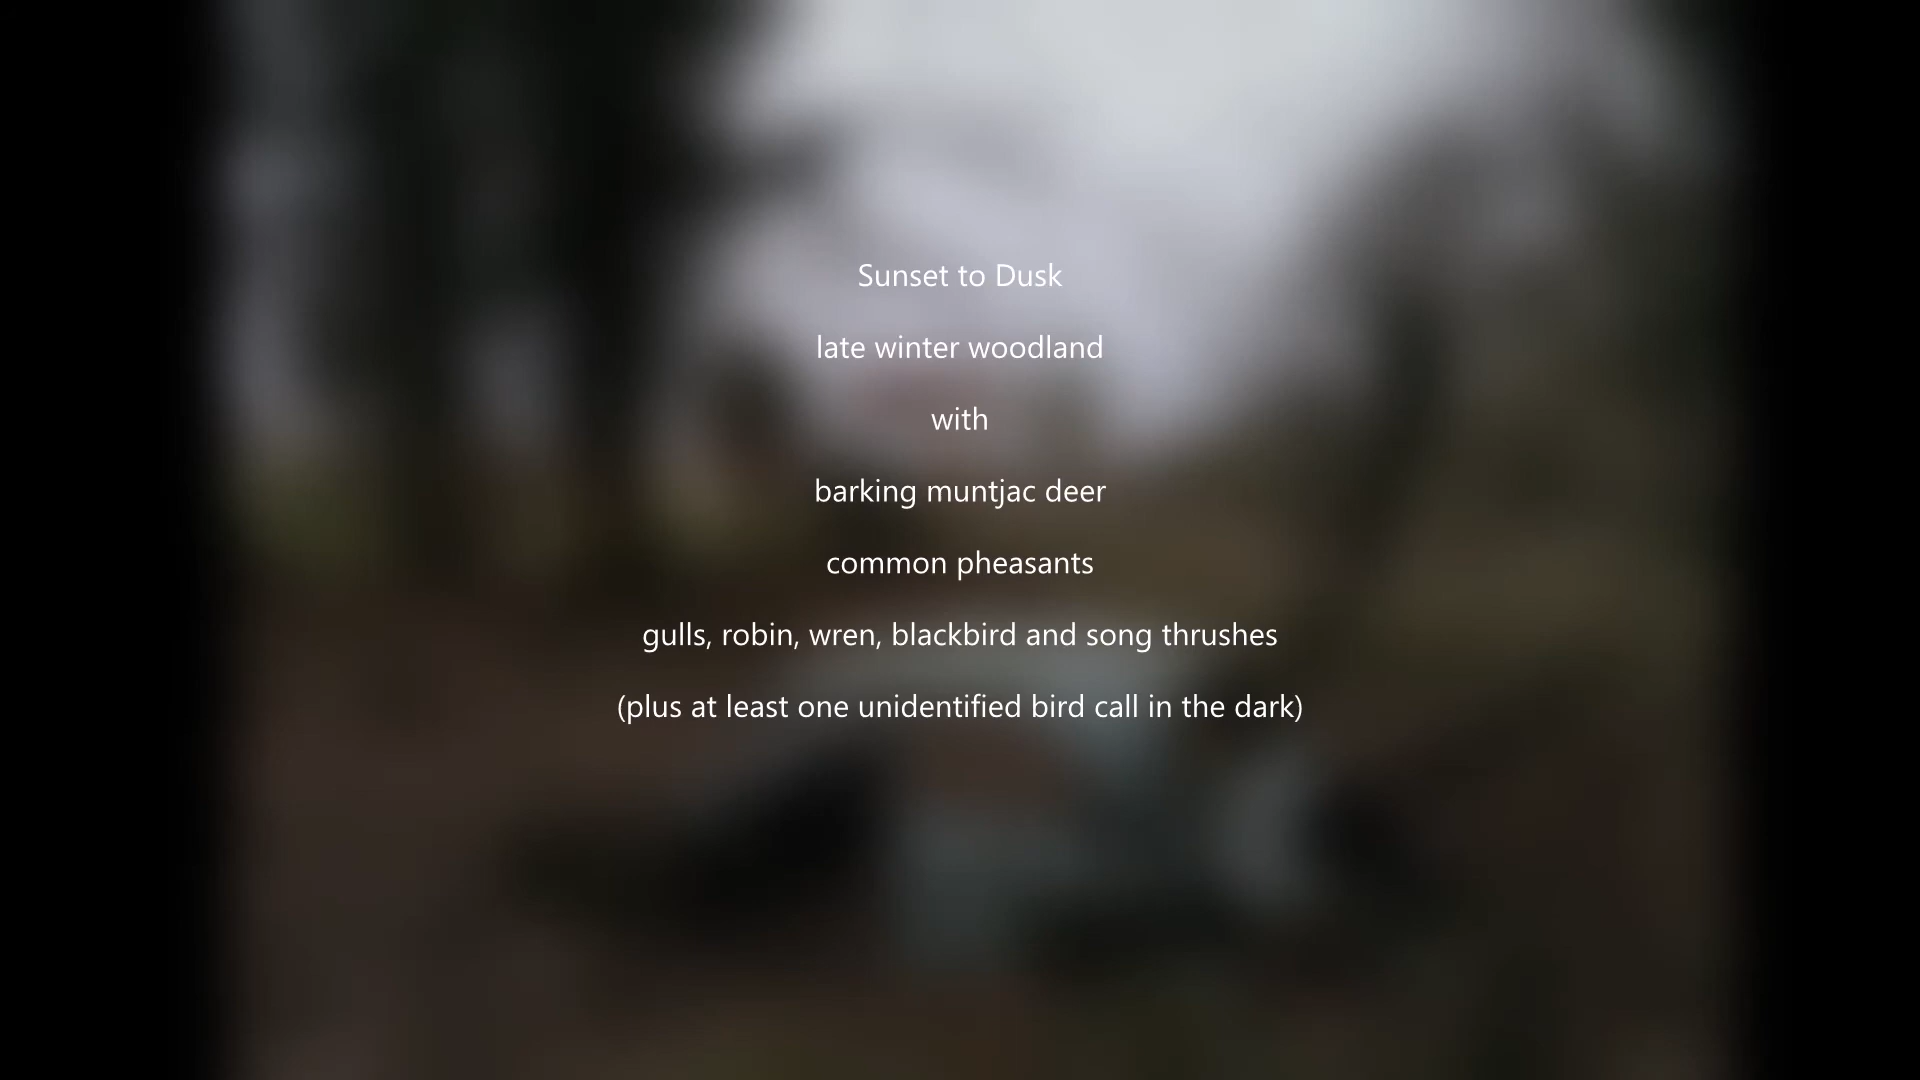 Sunset to Dusk
late winter woodland
with
barking muntjac deer
common pheasants
gulls, robin, wren, blackbird and song thrushes
(plus at least one unidentified bird call in the dark)